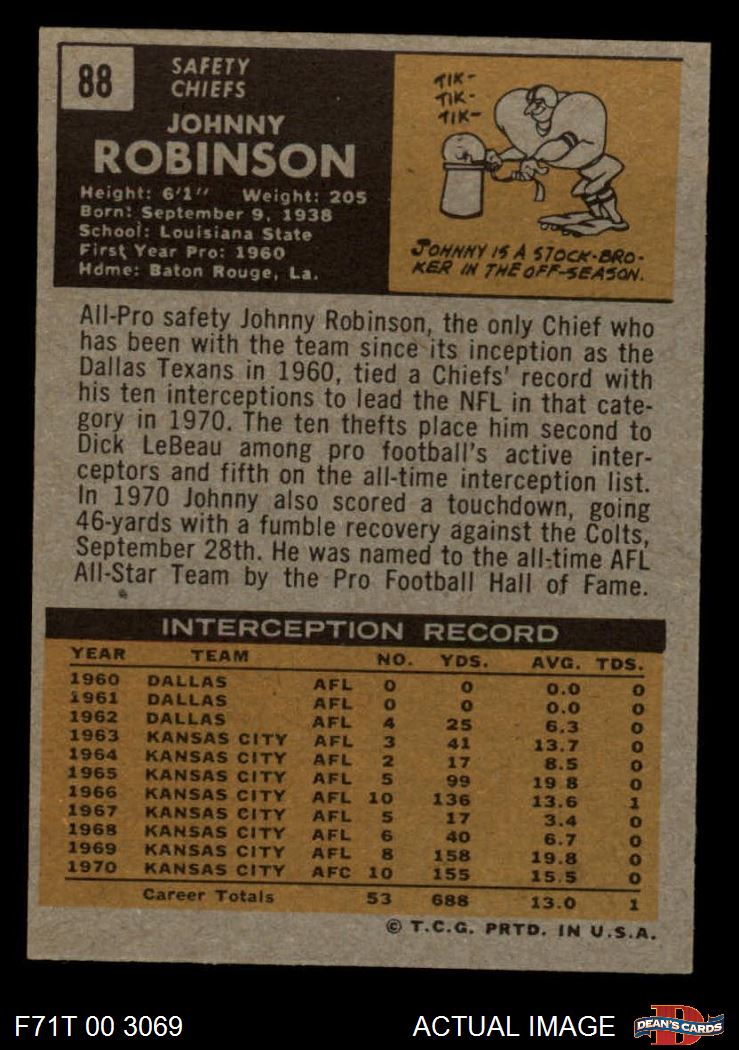 88
SAFETY
CHIEFS
JOHNNY
ROBINSON
Height: 6'1" Weight: 205
Born: September 9, 1938
School: Louisiana State
First Year Pro: 1960
Home: Baton Rouge, La.
TIK-
TIK-
TIK-
JOHNNY IS A STOCK-BRO-
KER IN THE OFF-SEASON.
All-Pro safety Johnny Robinson, the only Chief who
has been with the team since its inception as the
Dallas Texans in 1960, tied a Chiefs' record with
his ten interceptions to lead the NFL in that cate-
gory in 1970. The ten thefts place him second to
Dick LeBeau among pro football's active inter-
ceptors and fifth on the all-time interception list.
In 1970 Johnny also scored a touchdown, going
46-yards with a fumble recovery against the Colts,
September 28th. He was named to the all-time AFL
All-Star Team by the Pro Football Hall of Fame.
INTERCEPTION RECORD
YEAR TEAM NO. YDS. AVG. TDS.
1960 DALLAS AFL 0 0 0.0 0
1961 DALLAS AFL 0 0 0.0 0
1962 DALLAS AFL 4 25 6.3 0
1963 KANSAS CITY AFL 3 41 13.7 0
1964 KANSAS CITY AFL 2 17 8.5 0
1965 KANSAS CITY AFL 5 99 19.8 0
1966 KANSAS CITY AFL 10 136 13.6 1
1967 KANSAS CITY AFL 5 17 3.4 0
1968 KANSAS CITY AFL 6 40 6.7 0
1969 KANSAS CITY AFL 8 158 19.8 0
1970 KANSAS CITY AFC 10 155 15.5 0
Career Totals 53 688 13.0 1
© T.C.G. PRTD. IN U.S.A.
F71T 00 3069 ACTUAL IMAGE
D
DEAN'S CARDS